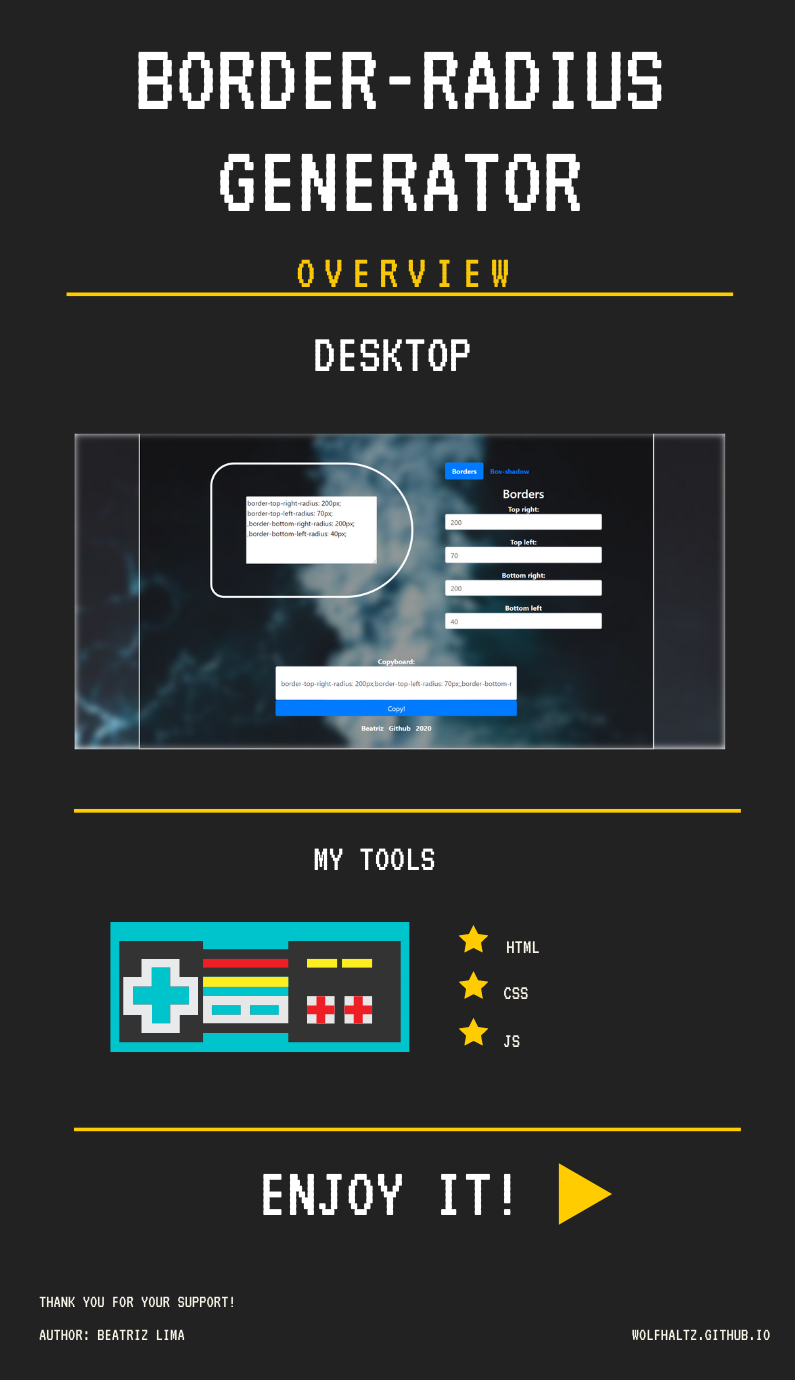 BORDER-RADIUS
GENERATOR
OVERVIEW
DESKTOP
Borders Box-shadow
Borders
Top right:
200
Top left:
70
Bottom right:
200
Bottom left
40
border-top-right-radius: 200px;
border-top-left-radius: 70px;
;border-bottom-right-radius: 200px;
;border-bottom-left-radius: 40px;
Copyboard:
border-top-right-radius: 200px;border-top-left-radius: 70px;;border-bottom-r
Copy!
Beatriz Github 2020
MY TOOLS
HTML
CSS
JS
ENJOY IT!
THANK YOU FOR YOUR SUPPORT!
AUTHOR: BEATRIZ LIMA
WOLFHALTZ.GITHUB.IO